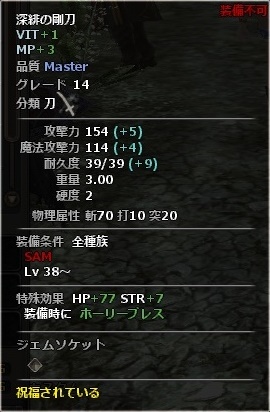 装備不可
深緋の剛刀
VIT+1
MP+3
品質 Master
グレード 14
分類 刀
攻撃力 154 (+5)
魔法攻撃力 114 (+4)
耐久度 39/39 (+9)
重量 3.00
硬度 2
物理属性 斬70 打10 突20
装備条件 全種族
SAM
Lv 38～
特殊効果 HP+77 STR+7
装備時に ホーリーブレス
ジェムソケット
祝福されている